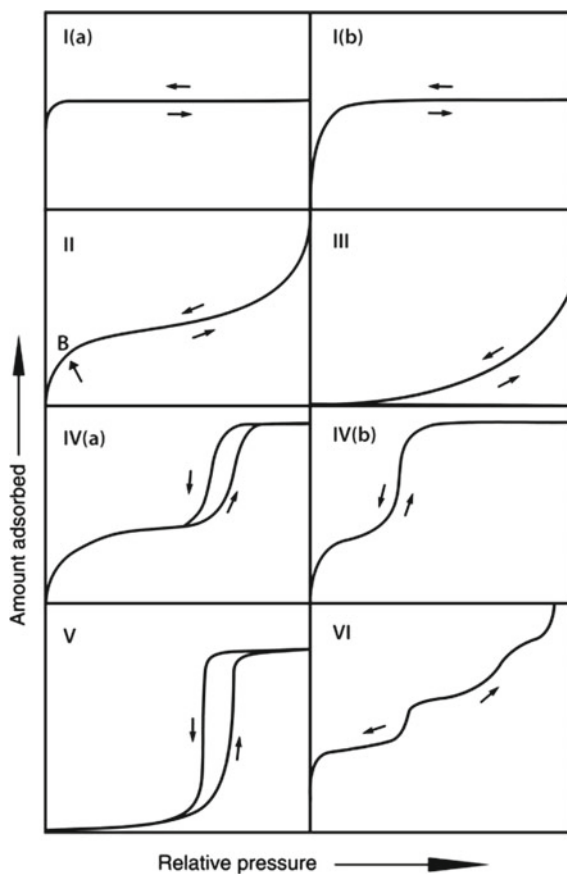 I(a)
I(b)
II
III
B
IV(a)
IV(b)
V
VI
Amount adsorbed
Relative pressure